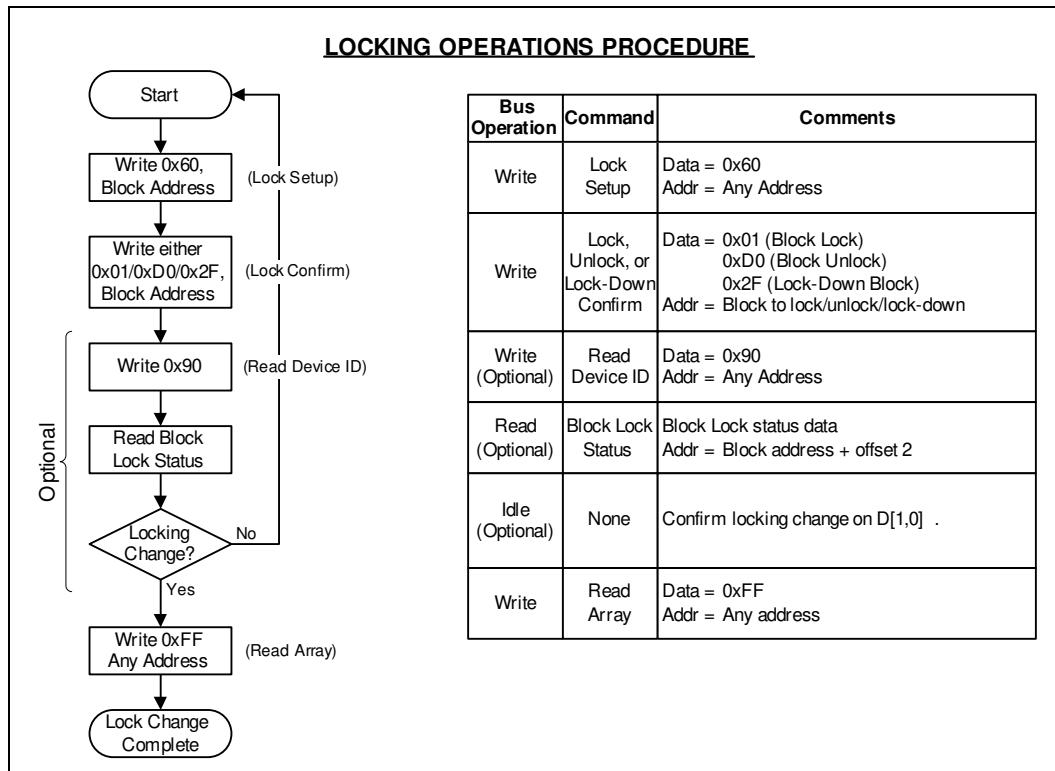 LOCKING OPERATIONS PROCEDURE
Start
Write 0x60,
Block Address
(Lock Setup)
Write either
0x01/0xD0/0x2F,
Block Address
(Lock Confirm)
Optional
Write 0x90
(Read Device ID)
Read Block
Lock Status
Locking
Change?
No
Yes
Write 0xFF
Any Address
(Read Array)
Lock Change
Complete
Bus
Operation
Command
Comments
Write
Lock
Setup
Data = 0x60
Addr = Any Address
Write
Lock,
Unlock, or
Lock-Down
Confirm
Data = 0x01 (Block Lock)
0xD0 (Block Unlock)
0x2F (Lock-Down Block)
Addr = Block to lock/unlock/lock-down
Write
(Optional)
Read
Device ID
Data = 0x90
Addr = Any Address
Read
(Optional)
Block Lock
Status
Block Lock status data
Addr = Block address + offset 2
Idle
(Optional)
None
Confirm locking change on D[1,0] .
Write
Read
Array
Data = 0xFF
Addr = Any address